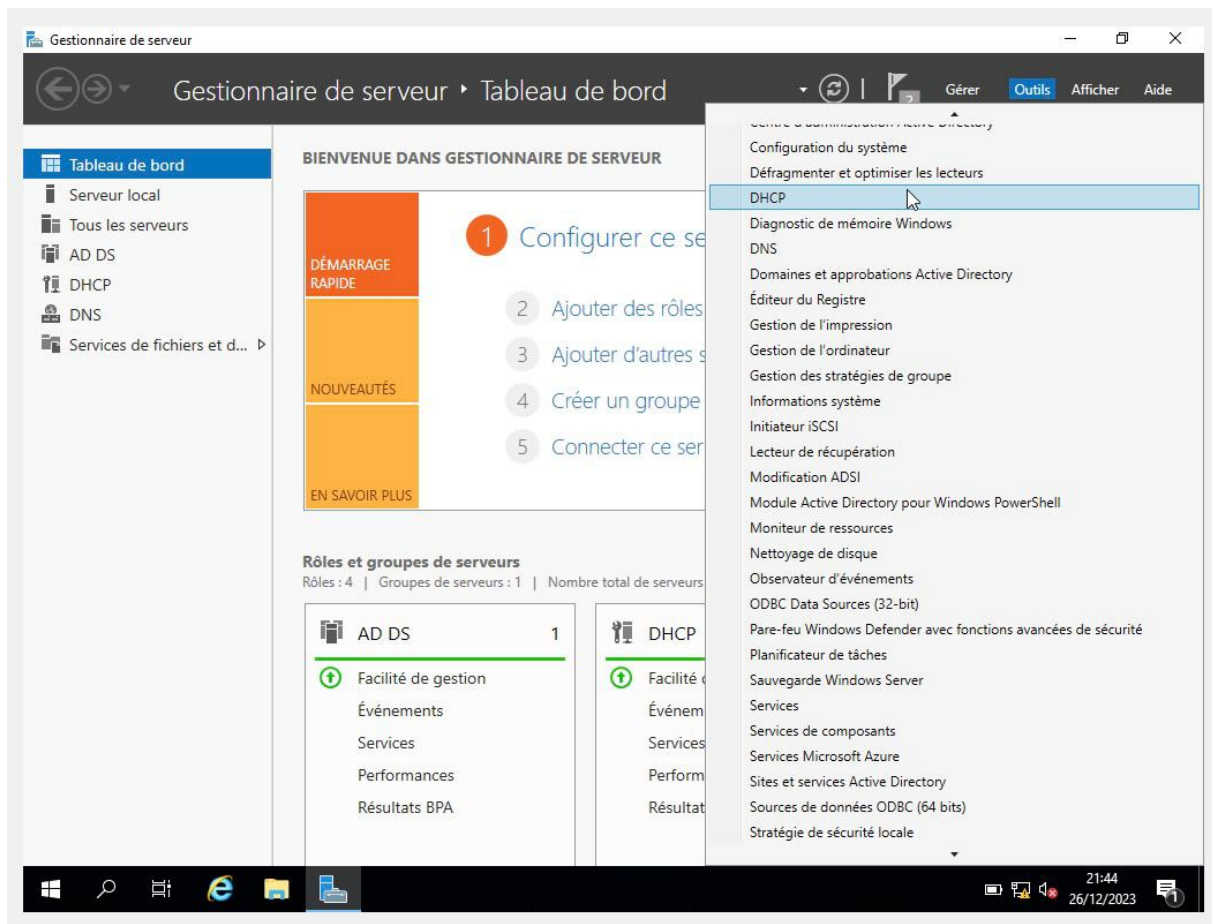 Gestionnaire de serveur
Gestionnaire de serveur Tableau de bord
2
Gérer Outils Afficher Aide
Tableau de bord
Serveur local
Tous les serveurs
AD DS
DHCP
DNS
Services de fichiers et d...
BIENVENUE DANS GESTIONNAIRE DE SERVEUR
DÉMARRAGE
RAPIDE
NOUVEAUTÉS
EN SAVOIR PLUS
1 Configurer ce se
2 Ajouter des rôles
3 Ajouter d'autres s
4 Créer un groupe
5 Connecter ce ser
Rôles et groupes de serveurs
Rôles : 4 | Groupes de serveurs : 1 | Nombre total de serveurs
AD DS 1
Facilité de gestion
Événements
Services
Performances
Résultats BPA
DHCP
Facilité
Événem
Services
Perform
Résultat
Centre d'administration Active Directory
Configuration du système
Défragmenter et optimiser les lecteurs
DHCP
Diagnostic de mémoire Windows
DNS
Domaines et approbations Active Directory
Éditeur du Registre
Gestion de l'impression
Gestion de l'ordinateur
Gestion des stratégies de groupe
Informations système
Initiateur iSCSI
Lecteur de récupération
Modification ADSI
Module Active Directory pour Windows PowerShell
Moniteur de ressources
Nettoyage de disque
Observateur d'événements
ODBC Data Sources (32-bit)
Pare-feu Windows Defender avec fonctions avancées de sécurité
Planificateur de tâches
Sauvegarde Windows Server
Services
Services de composants
Services Microsoft Azure
Sites et services Active Directory
Sources de données ODBC (64 bits)
Stratégie de sécurité locale
21:44
26/12/2023
1